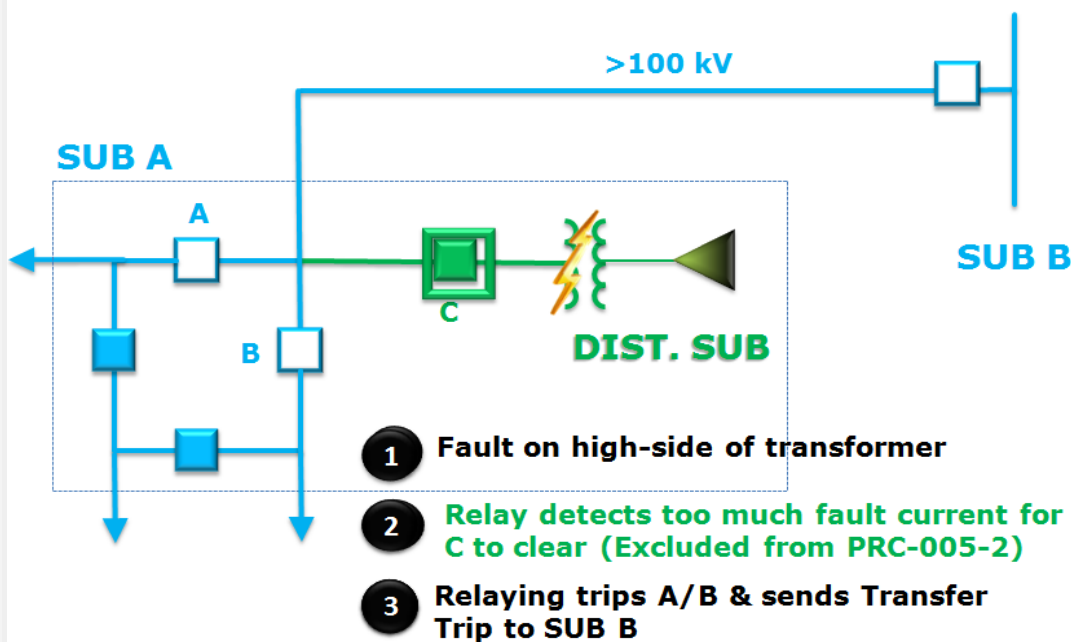 >100 kV
SUB A
A
SUB B
C
B
DIST. SUB
1 Fault on high-side of transformer
2 Relay detects too much fault current for
C to clear (Excluded from PRC-005-2)
3 Relaying trips A/B & sends Transfer
Trip to SUB B